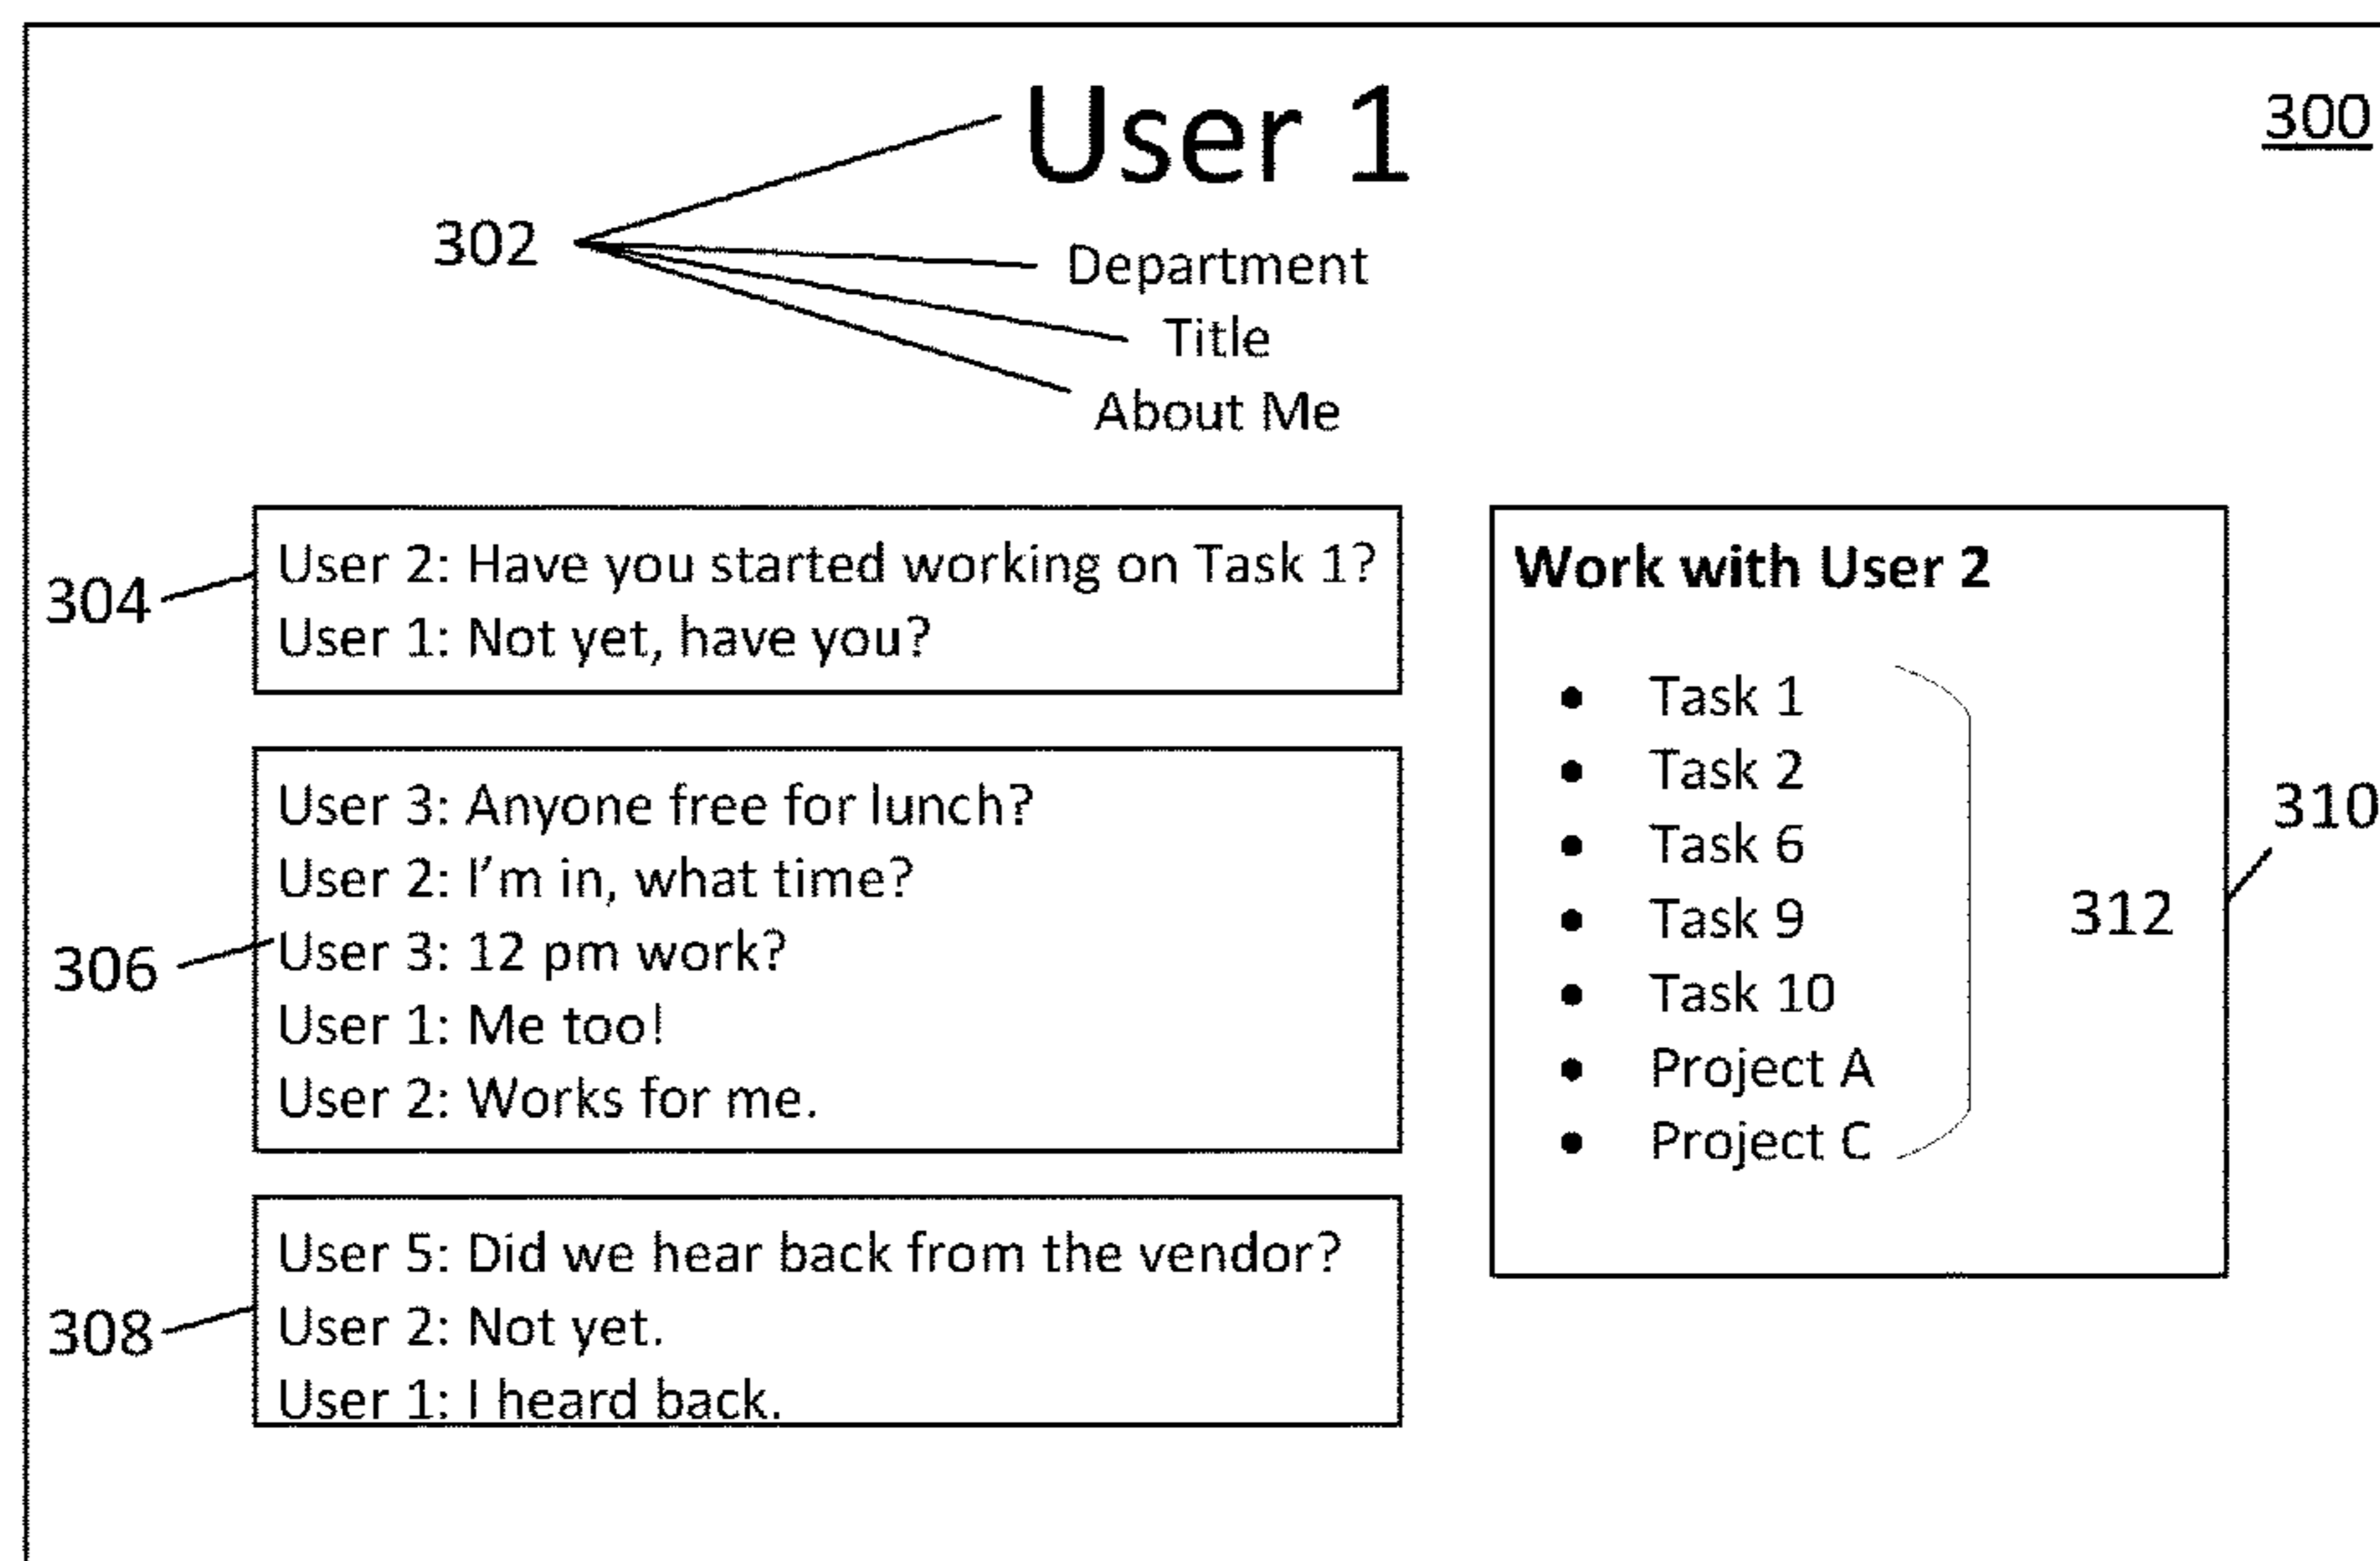 300
User 1
302
Department
Title
About Me
304
User 2: Have you started working on Task 1?
User 1: Not yet, have you?
306
User 3: Anyone free for lunch?
User 2: I'm in, what time?
User 3: 12 pm work?
User 1: Me too!
User 2: Works for me.
308
User 5: Did we hear back from the vendor?
User 2: Not yet.
User 1: I heard back.
Work with User 2
• Task 1
• Task 2
• Task 6
• Task 9
• Task 10
• Project A
• Project C
312
310